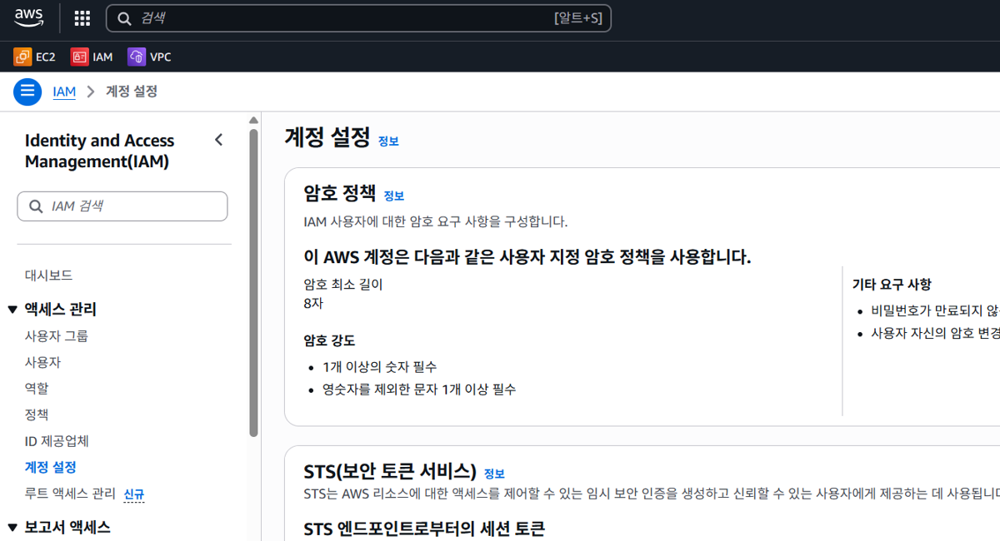 aws
검색 [알트+S]
EC2 IAM VPC
IAM > 계정 설정
Identity and Access
Management(IAM)
IAM 검색
대시보드
▼ 액세스 관리
사용자 그룹
사용자
역할
정책
ID 제공업체
계정 설정
루트 액세스 관리 신규
▼ 보고서 액세스
계정 설정 정보
암호 정책 정보
IAM 사용자에 대한 암호 요구 사항을 구성합니다.
이 AWS 계정은 다음과 같은 사용자 지정 암호 정책을 사용합니다.
암호 최소 길이
8자
암호 강도
• 1개 이상의 숫자 필수
• 영숫자를 제외한 문자 1개 이상 필수
기타 요구 사항
• 비밀번호가 만료되지 않
• 사용자 자신의 암호 변경
STS(보안 토큰 서비스) 정보
STS는 AWS 리소스에 대한 액세스를 제어할 수 있는 임시 보안 인증을 생성하고 신뢰할 수 있는 사용자에게 제공하는 데 사용됩니다
STS 엔드포인트로부터의 세션 토큰